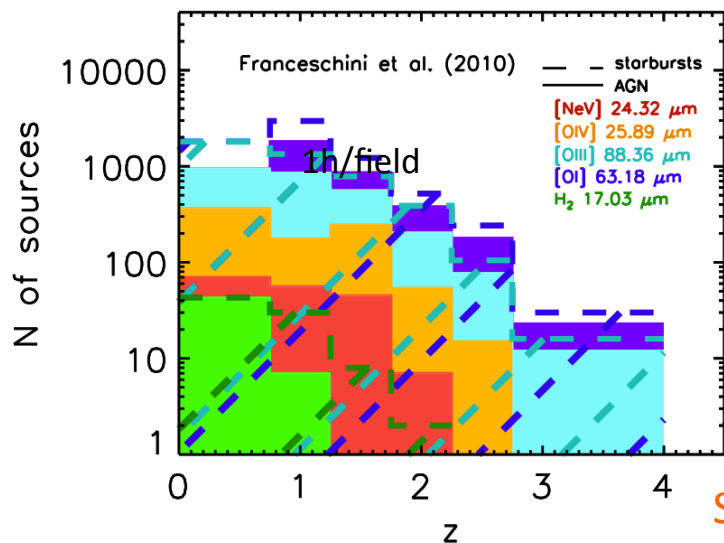 10000
1000
100
10
1
N of sources
Franceschini et al. (2010)
starbursts
AGN
[NeV] 24.32 μm
[OIV] 25.89 μm
[OIII] 88.36 μm
[OI] 63.18 μm
H₂ 17.03 μm
1h/field
0 1 2 3 4
z
S